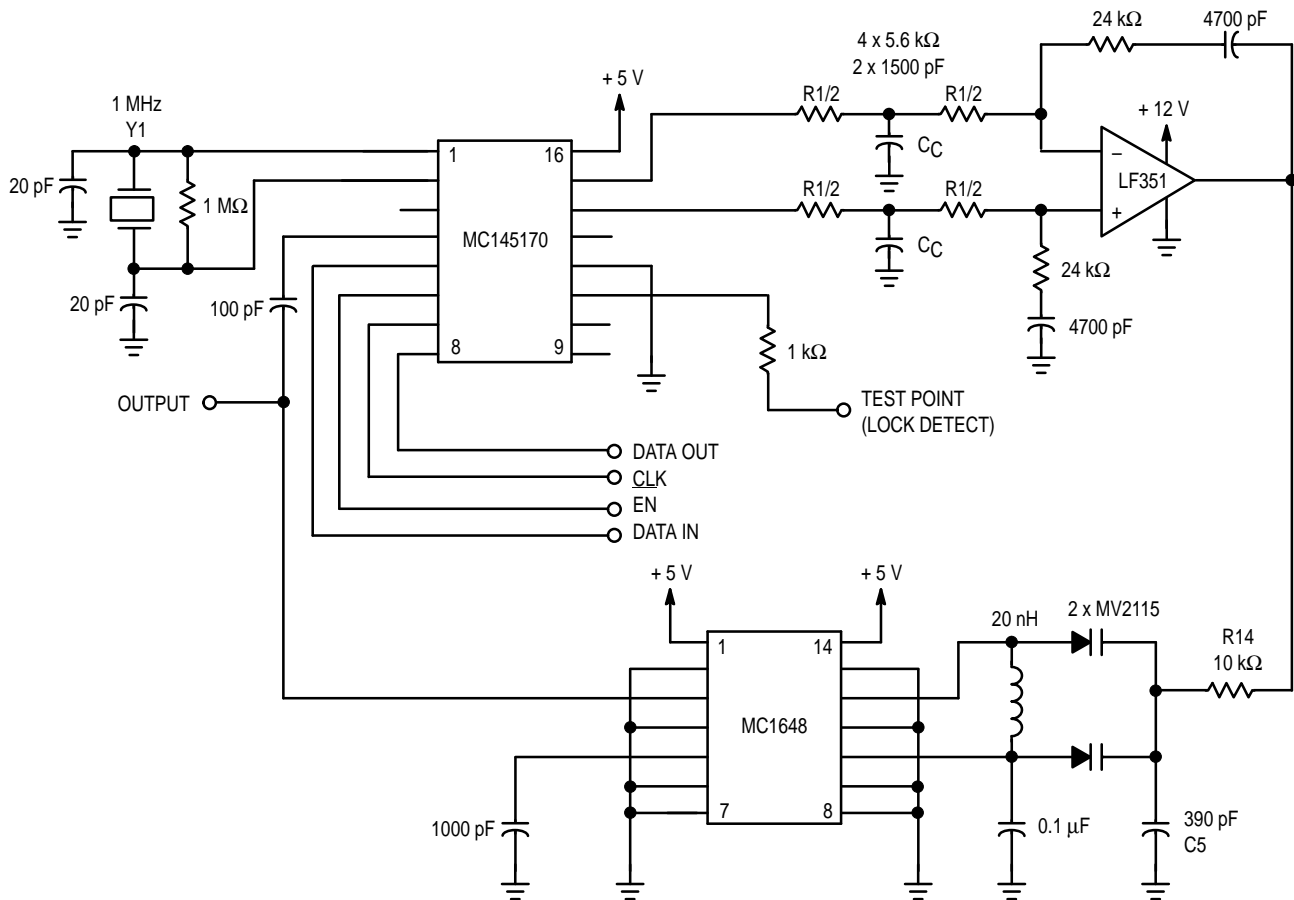 24 kΩ
4700 pF
4 x 5.6 kΩ
2 x 1500 pF
+ 5 V
1 MHz
Y1
R1/2
R1/2
+ 12 V
1
16
CC
20 pF
1 MΩ
R1/2
R1/2
–
LF351
+
MC145170
CC
24 kΩ
20 pF
100 pF
4700 pF
8
9
1 kΩ
OUTPUT
TEST POINT
(LOCK DETECT)
DATA OUT
CLK
EN
DATA IN
+ 5 V
+ 5 V
20 nH
2 x MV2115
R14
10 kΩ
1
14
MC1648
7
8
1000 pF
0.1 µF
390 pF
C5